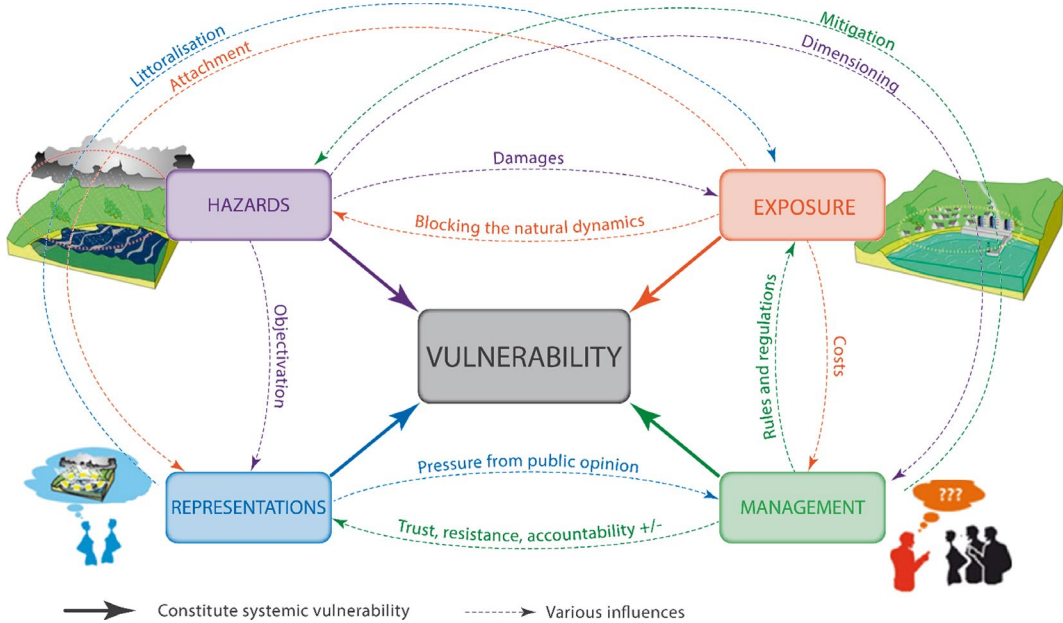 Littoralisation
Attachment
Mitigation
Dimensioning
Damages
HAZARDS
EXPOSURE
Blocking the natural dynamics
Objectivation
VULNERABILITY
Rules and regulations
Costs
Pressure from public opinion
REPRESENTATIONS
MANAGEMENT
???
Trust, resistance, accountability +/-
Constitute systemic vulnerability
Various influences